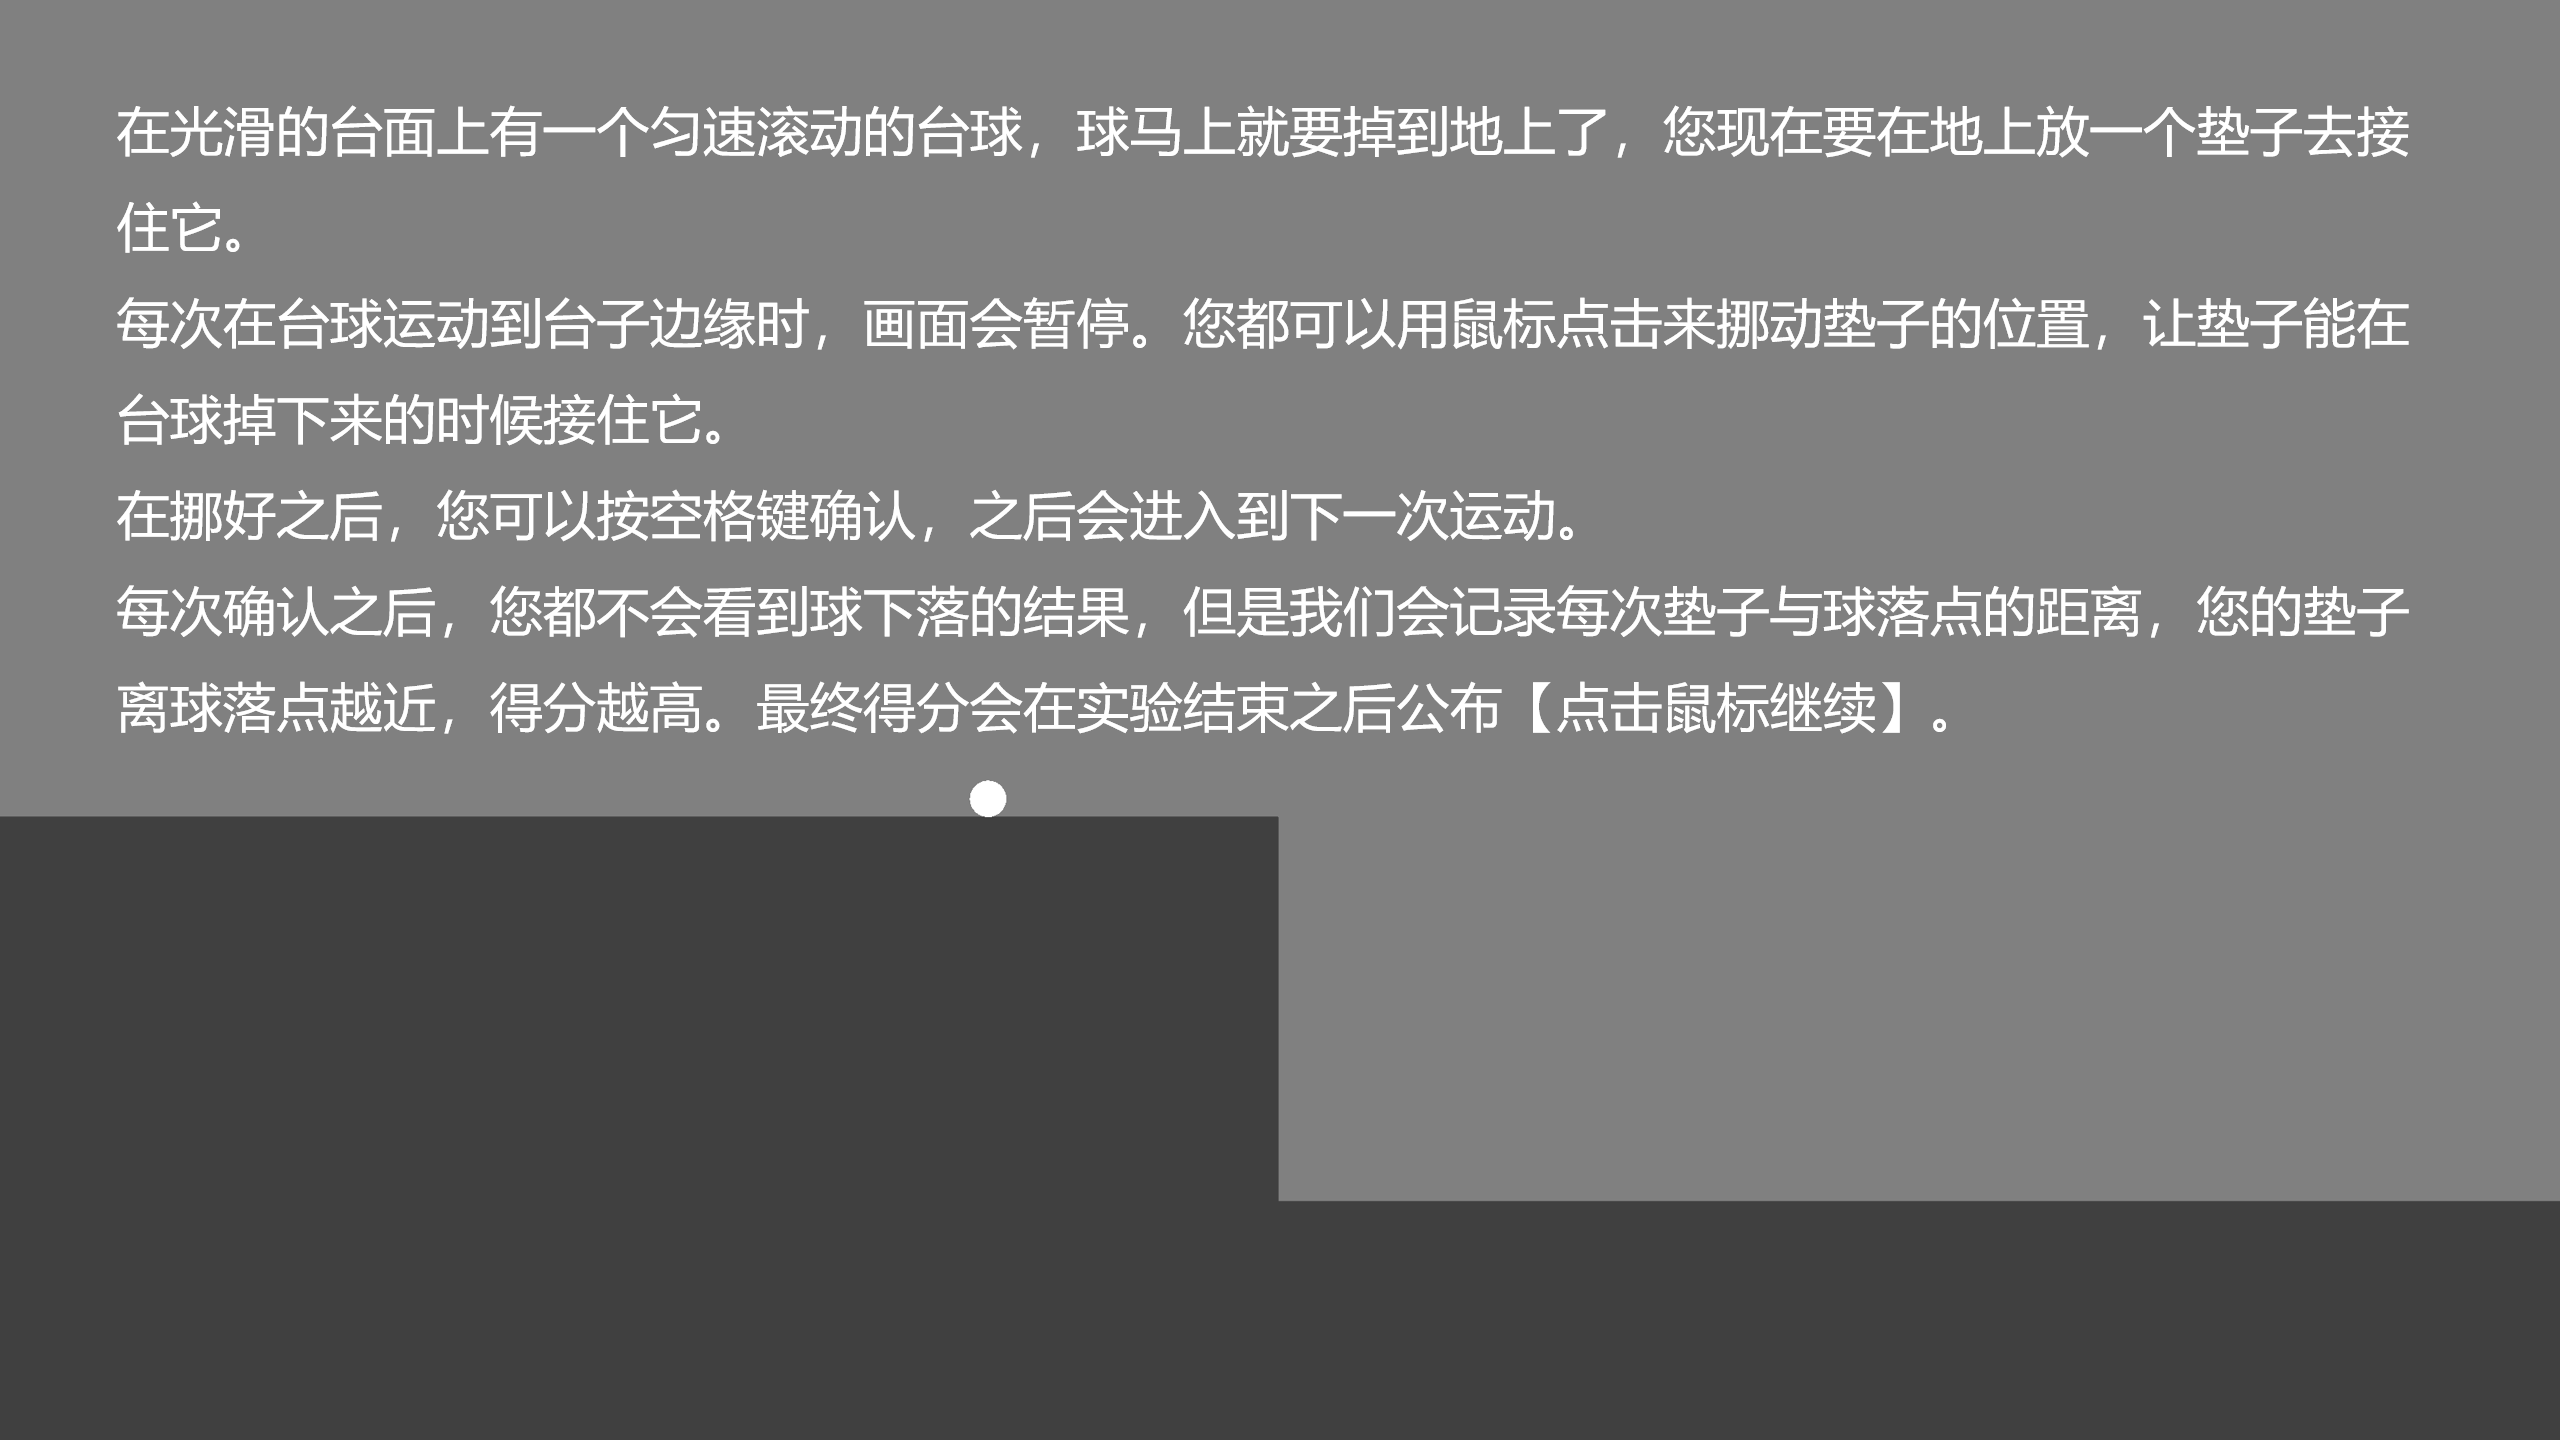 在光滑的台面上有一个匀速滚动的台球，球马上就要掉到地上了，您现在要在地上放一个垫子去接
住它。
每次在台球运动到台子边缘时，画面会暂停。您都可以用鼠标点击来挪动垫子的位置，让垫子能在
台球掉下来的时候接住它。
在挪好之后，您可以按空格键确认，之后会进入到下一次运动。
每次确认之后，您都不会看到球下落的结果，但是我们会记录每次垫子与球落点的距离，您的垫子
离球落点越近，得分越高。最终得分会在实验结束之后公布【点击鼠标继续】。